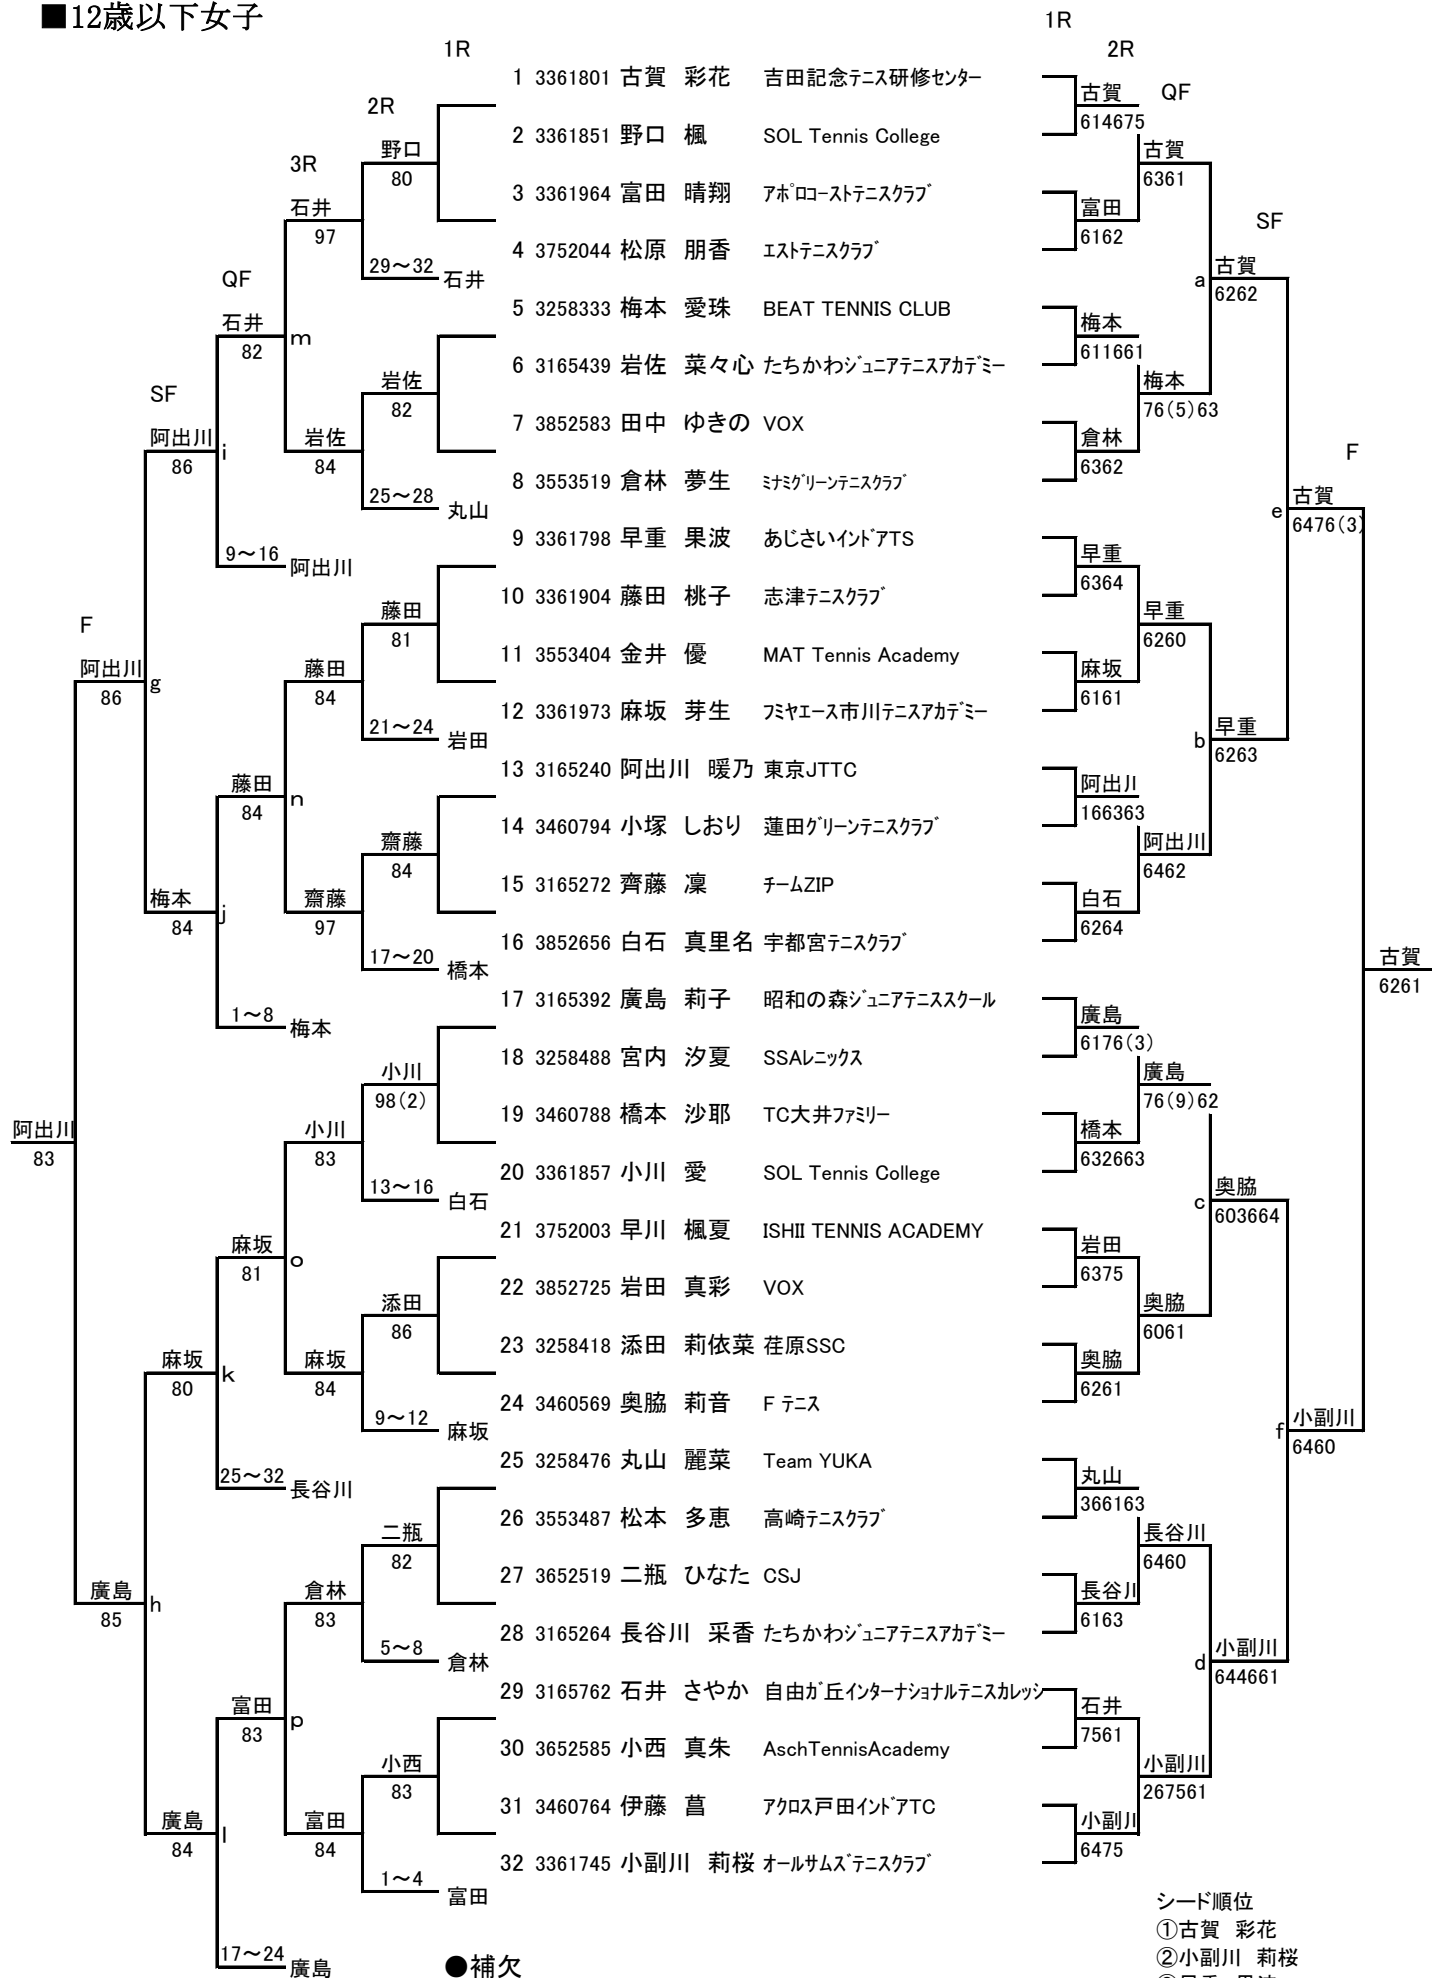 ■12歳以下女子
1R
1R
2R
1 3361801 古賀 彩花 吉田記念テニス研修センター
古賀
QF
2R
614675
2 3361851 野口 楓 SOL Tennis College
野口
古賀
3R
80
6361
3 3361964 富田 晴翔 アポロコーストテニスクラブ
石井
富田
SF
97
6162
4 3752044 松原 朋香 エストテニスクラブ
29～32
石井
古賀
QF
a
6262
5 3258333 梅本 愛珠 BEAT TENNIS CLUB
石井
梅本
m
82
611661
6 3165439 岩佐 菜々心 たちかわジュニアテニスアカデミー
岩佐
梅本
SF
82
76(5)63
7 3852583 田中 ゆきの VOX
阿出川
岩佐
倉林
F
i
86
84
6362
8 3553519 倉林 夢生 ミナミグリーンテニスクラブ
25～28
丸山
古賀
e
6476(3)
9 3361798 早重 果波 あじさいインドアTS
9～16
阿出川
早重
6364
10 3361904 藤田 桃子 志津テニスクラブ
藤田
早重
F
81
6260
11 3553404 金井 優 MAT Tennis Academy
阿出川
藤田
麻坂
g
86
84
6161
12 3361973 麻坂 芽生 フミヤエース市川テニスアカデミー
21～24
岩田
早重
b
6263
13 3165240 阿出川 暖乃 東京JTTC
藤田
阿出川
n
84
166363
14 3460794 小塚 しおり 蓮田グリーンテニスクラブ
齋藤
阿出川
84
6462
15 3165272 齊藤 凜 チームZIP
梅本
齋藤
白石
j
84
97
6264
16 3852656 白石 真里名 宇都宮テニスクラブ
17～20
橋本
古賀
6261
17 3165392 廣島 莉子 昭和の森ジュニアテニススクール
1～8
梅本
廣島
6176(3)
18 3258488 宮内 汐夏 SSAレニックス
小川
廣島
98(2)
76(9)62
19 3460788 橋本 沙耶 TC大井ファミリー
阿出川
小川
橋本
83
83
632663
20 3361857 小川 愛 SOL Tennis College
13～16
白石
奥脇
c
603664
21 3752003 早川 楓夏 ISHII TENNIS ACADEMY
麻坂
岩田
o
81
6375
22 3852725 岩田 真彩 VOX
添田
奥脇
86
6061
23 3258418 添田 莉依菜 荏原SSC
麻坂
麻坂
奥脇
k
80
84
6261
24 3460569 奥脇 莉音 F テニス
9～12
麻坂
小副川
f
6460
25 3258476 丸山 麗菜 Team YUKA
25～32
長谷川
丸山
366163
26 3553487 松本 多恵 高崎テニスクラブ
二瓶
長谷川
82
6460
27 3652519 二瓶 ひなた CSJ
廣島
倉林
長谷川
h
85
83
6163
28 3165264 長谷川 采香 たちかわジュニアテニスアカデミー
5～8
倉林
小副川
d
644661
29 3165762 石井 さやか 自由が丘インターナショナルテニスカレッジ
富田
石井
p
83
7561
30 3652585 小西 真朱 AschTennisAcademy
小西
小副川
83
267561
31 3460764 伊藤 菖 アクロス戸田インドアTC
廣島
富田
小副川
l
84
84
6475
32 3361745 小副川 莉桜 オールサムズテニスクラブ
1～4
富田
シード順位
①古賀 彩花
17～24
廣島
●補欠
②小副川 莉桜